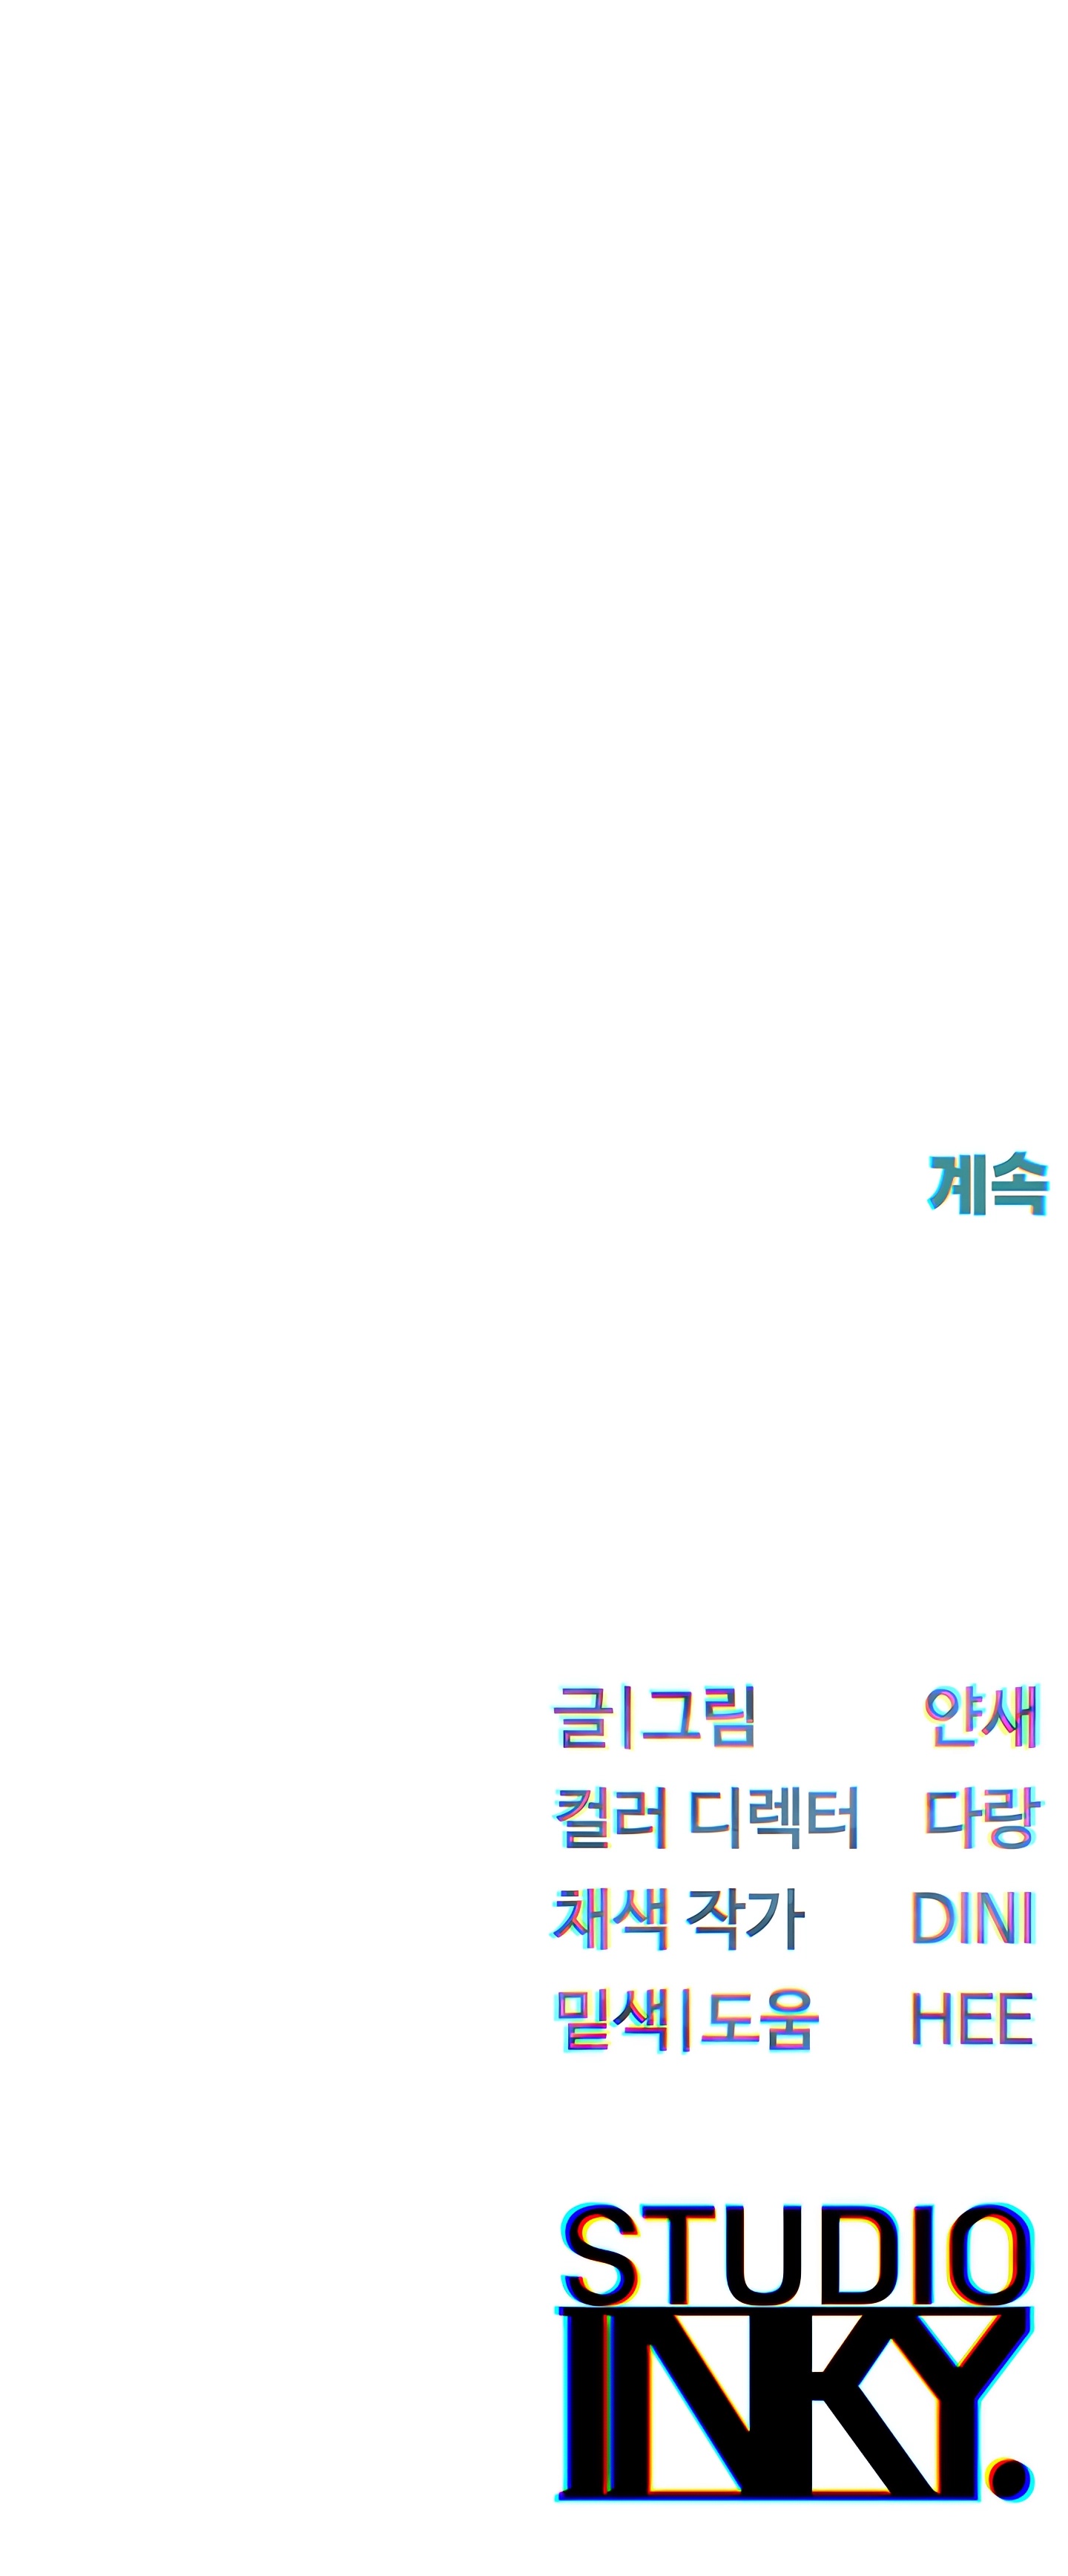 계속
글|그림 얀새
컬러 디렉터 다랑
채색 작가 DINI
밑색|도움 HEE
STUDIO
INKY.